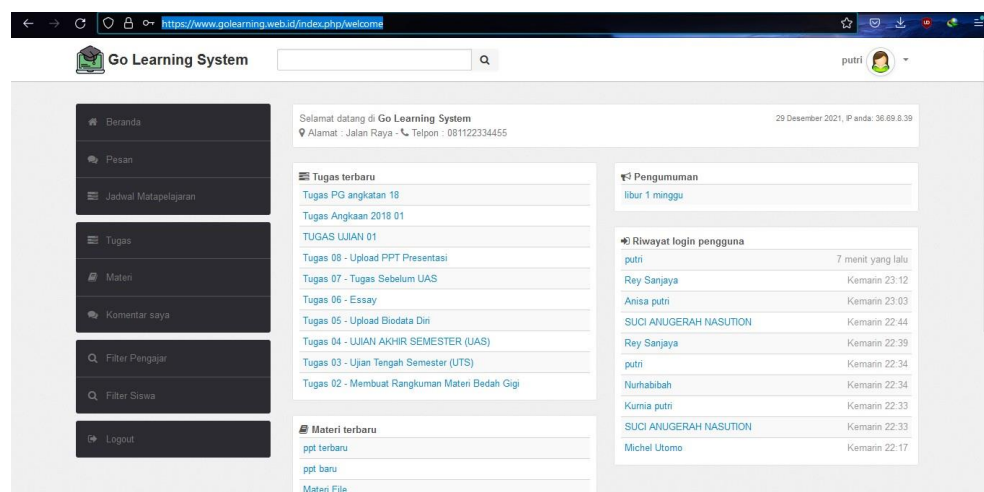 https://www.golearning.web.id/index.php/welcome
Go Learning System
putri
Beranda
Pesan
Jadwal Matapelajaran
Tugas
Materi
Komentar saya
Filter Pengajar
Filter Siswa
Logout
Selamat datang di Go Learning System
Alamat : Jalan Raya - Telpon : 081122334455
29 Desember 2021, IP anda: 36.69.8.39
Tugas terbaru
Tugas PG angkatan 18
Tugas Angkaan 2018 01
TUGAS UJIAN 01
Tugas 08 - Upload PPT Presentasi
Tugas 07 - Tugas Sebelum UAS
Tugas 06 - Essay
Tugas 05 - Upload Biodata Diri
Tugas 04 - UJIAN AKHIR SEMESTER (UAS)
Tugas 03 - Ujian Tengah Semester (UTS)
Tugas 02 - Membuat Rangkuman Materi Bedah Gigi
Materi terbaru
ppt terbaru
ppt baru
Materi File
Pengumuman
libur 1 minggu
Riwayat login pengguna
putri 7 menit yang lalu
Rey Sanjaya Kemarin 23:12
Anisa putri Kemarin 23:03
SUCI ANUGERAH NASUTION Kemarin 22:44
Rey Sanjaya Kemarin 22:39
putri Kemarin 22:34
Nurhabibah Kemarin 22:34
Kurnia putri Kemarin 22:33
SUCI ANUGERAH NASUTION Kemarin 22:33
Michel Utomo Kemarin 22:17